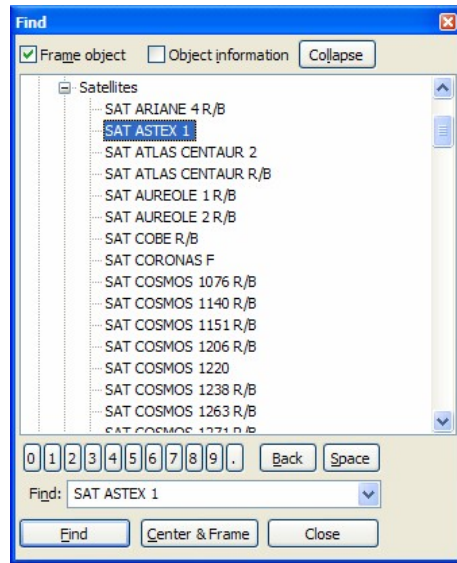 Find
Frame object Object information Collapse
Satellites
SAT ARIANE 4 R/B
SAT ASTEX 1
SAT ATLAS CENTAUR 2
SAT ATLAS CENTAUR R/B
SAT AUREOLE 1 R/B
SAT AUREOLE 2 R/B
SAT COBE R/B
SAT CORONAS F
SAT COSMOS 1076 R/B
SAT COSMOS 1140 R/B
SAT COSMOS 1151 R/B
SAT COSMOS 1206 R/B
SAT COSMOS 1220
SAT COSMOS 1238 R/B
SAT COSMOS 1263 R/B
SAT COSMOS 1271 R/B
0 1 2 3 4 5 6 7 8 9 . Back Space
Find: SAT ASTEX 1
Find Center & Frame Close